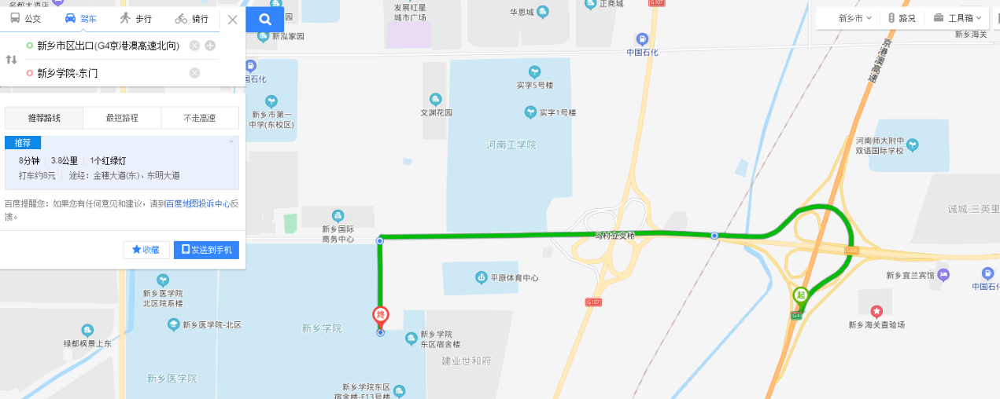 公交
驾车
步行
骑行
新乡市区出口(G4京港澳高速北向)
新乡学院-东门
推荐路线
最短路程
不走高速
推荐
8分钟
3.8公里
1个红绿灯
打车约8元
途经：金穗大道(东)、东明大道
百度提醒您：如果您有任何意见和建议，请到百度地图投诉中心反
馈。
收藏
发送到手机
新乡市
路况
工具箱
新乡海关
发展红星
城市广场
华恩城
正商城
新泓家园
中国石化
国石化
京港澳高速
实字5号楼
实字1号楼
文渊花园
新乡市第一
中学(东校区)
河南工学院
河南师大附中
双语国际学校
诚城·三英里
新乡国际
商务中心
平原体育中心
G107
G4
起
终
新乡宜兰宾馆
中国石化
新乡海关查验场
新乡医学院
北区院系楼
新乡医学院-北区
绿都枫景上东
新乡学院
新乡学院
东区宿舍楼
建业世和府
新乡医学院
新乡学院东区
宿舍楼-E13号楼